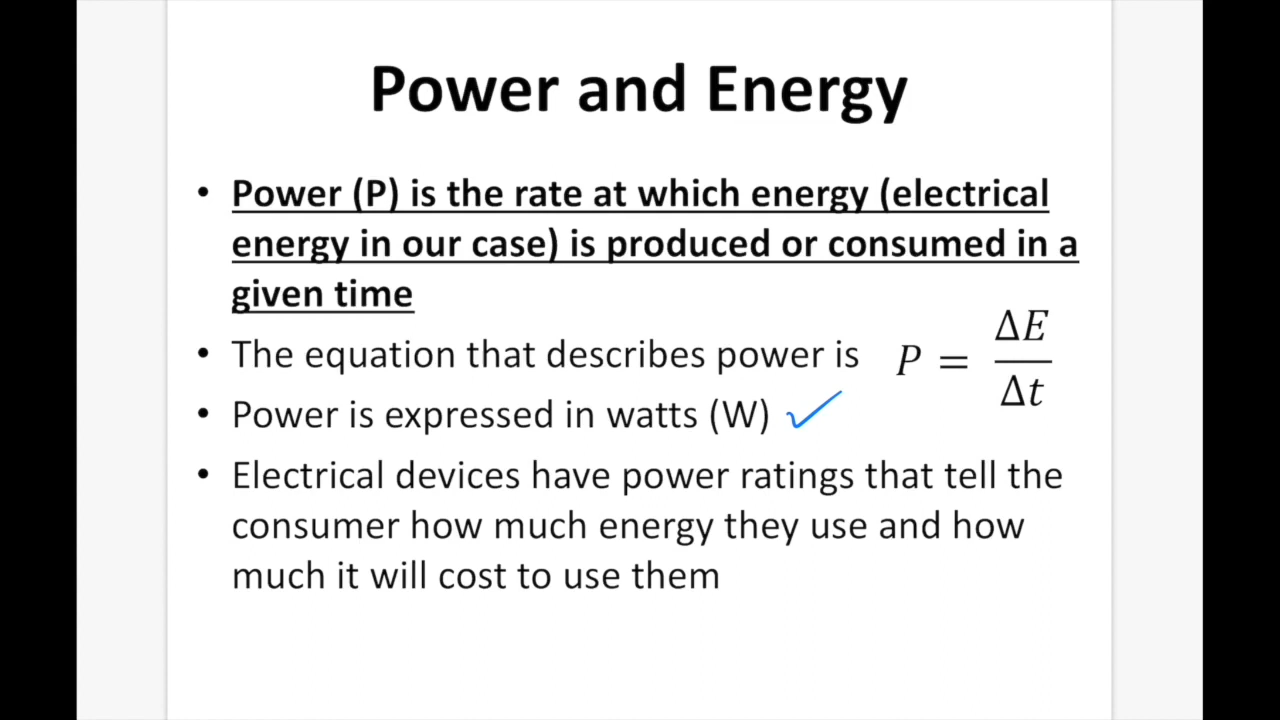 Power and Energy
• Power (P) is the rate at which energy (electrical
energy in our case) is produced or consumed in a
given time
• The equation that describes power is P = ΔE/Δt
• Power is expressed in watts (W) ✓
• Electrical devices have power ratings that tell the
consumer how much energy they use and how
much it will cost to use them